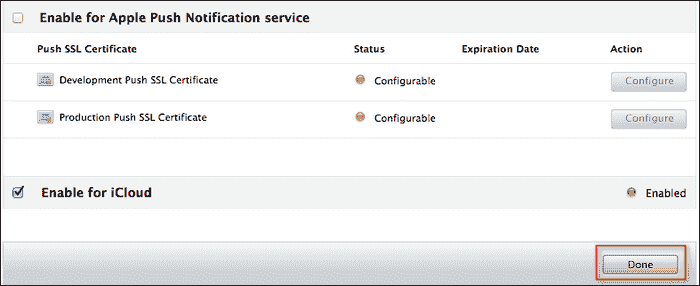 Enable for Apple Push Notification service
Push SSL Certificate Status Expiration Date Action
Development Push SSL Certificate Configurable Configure
Production Push SSL Certificate Configurable Configure
Enable for iCloud Enabled
Done